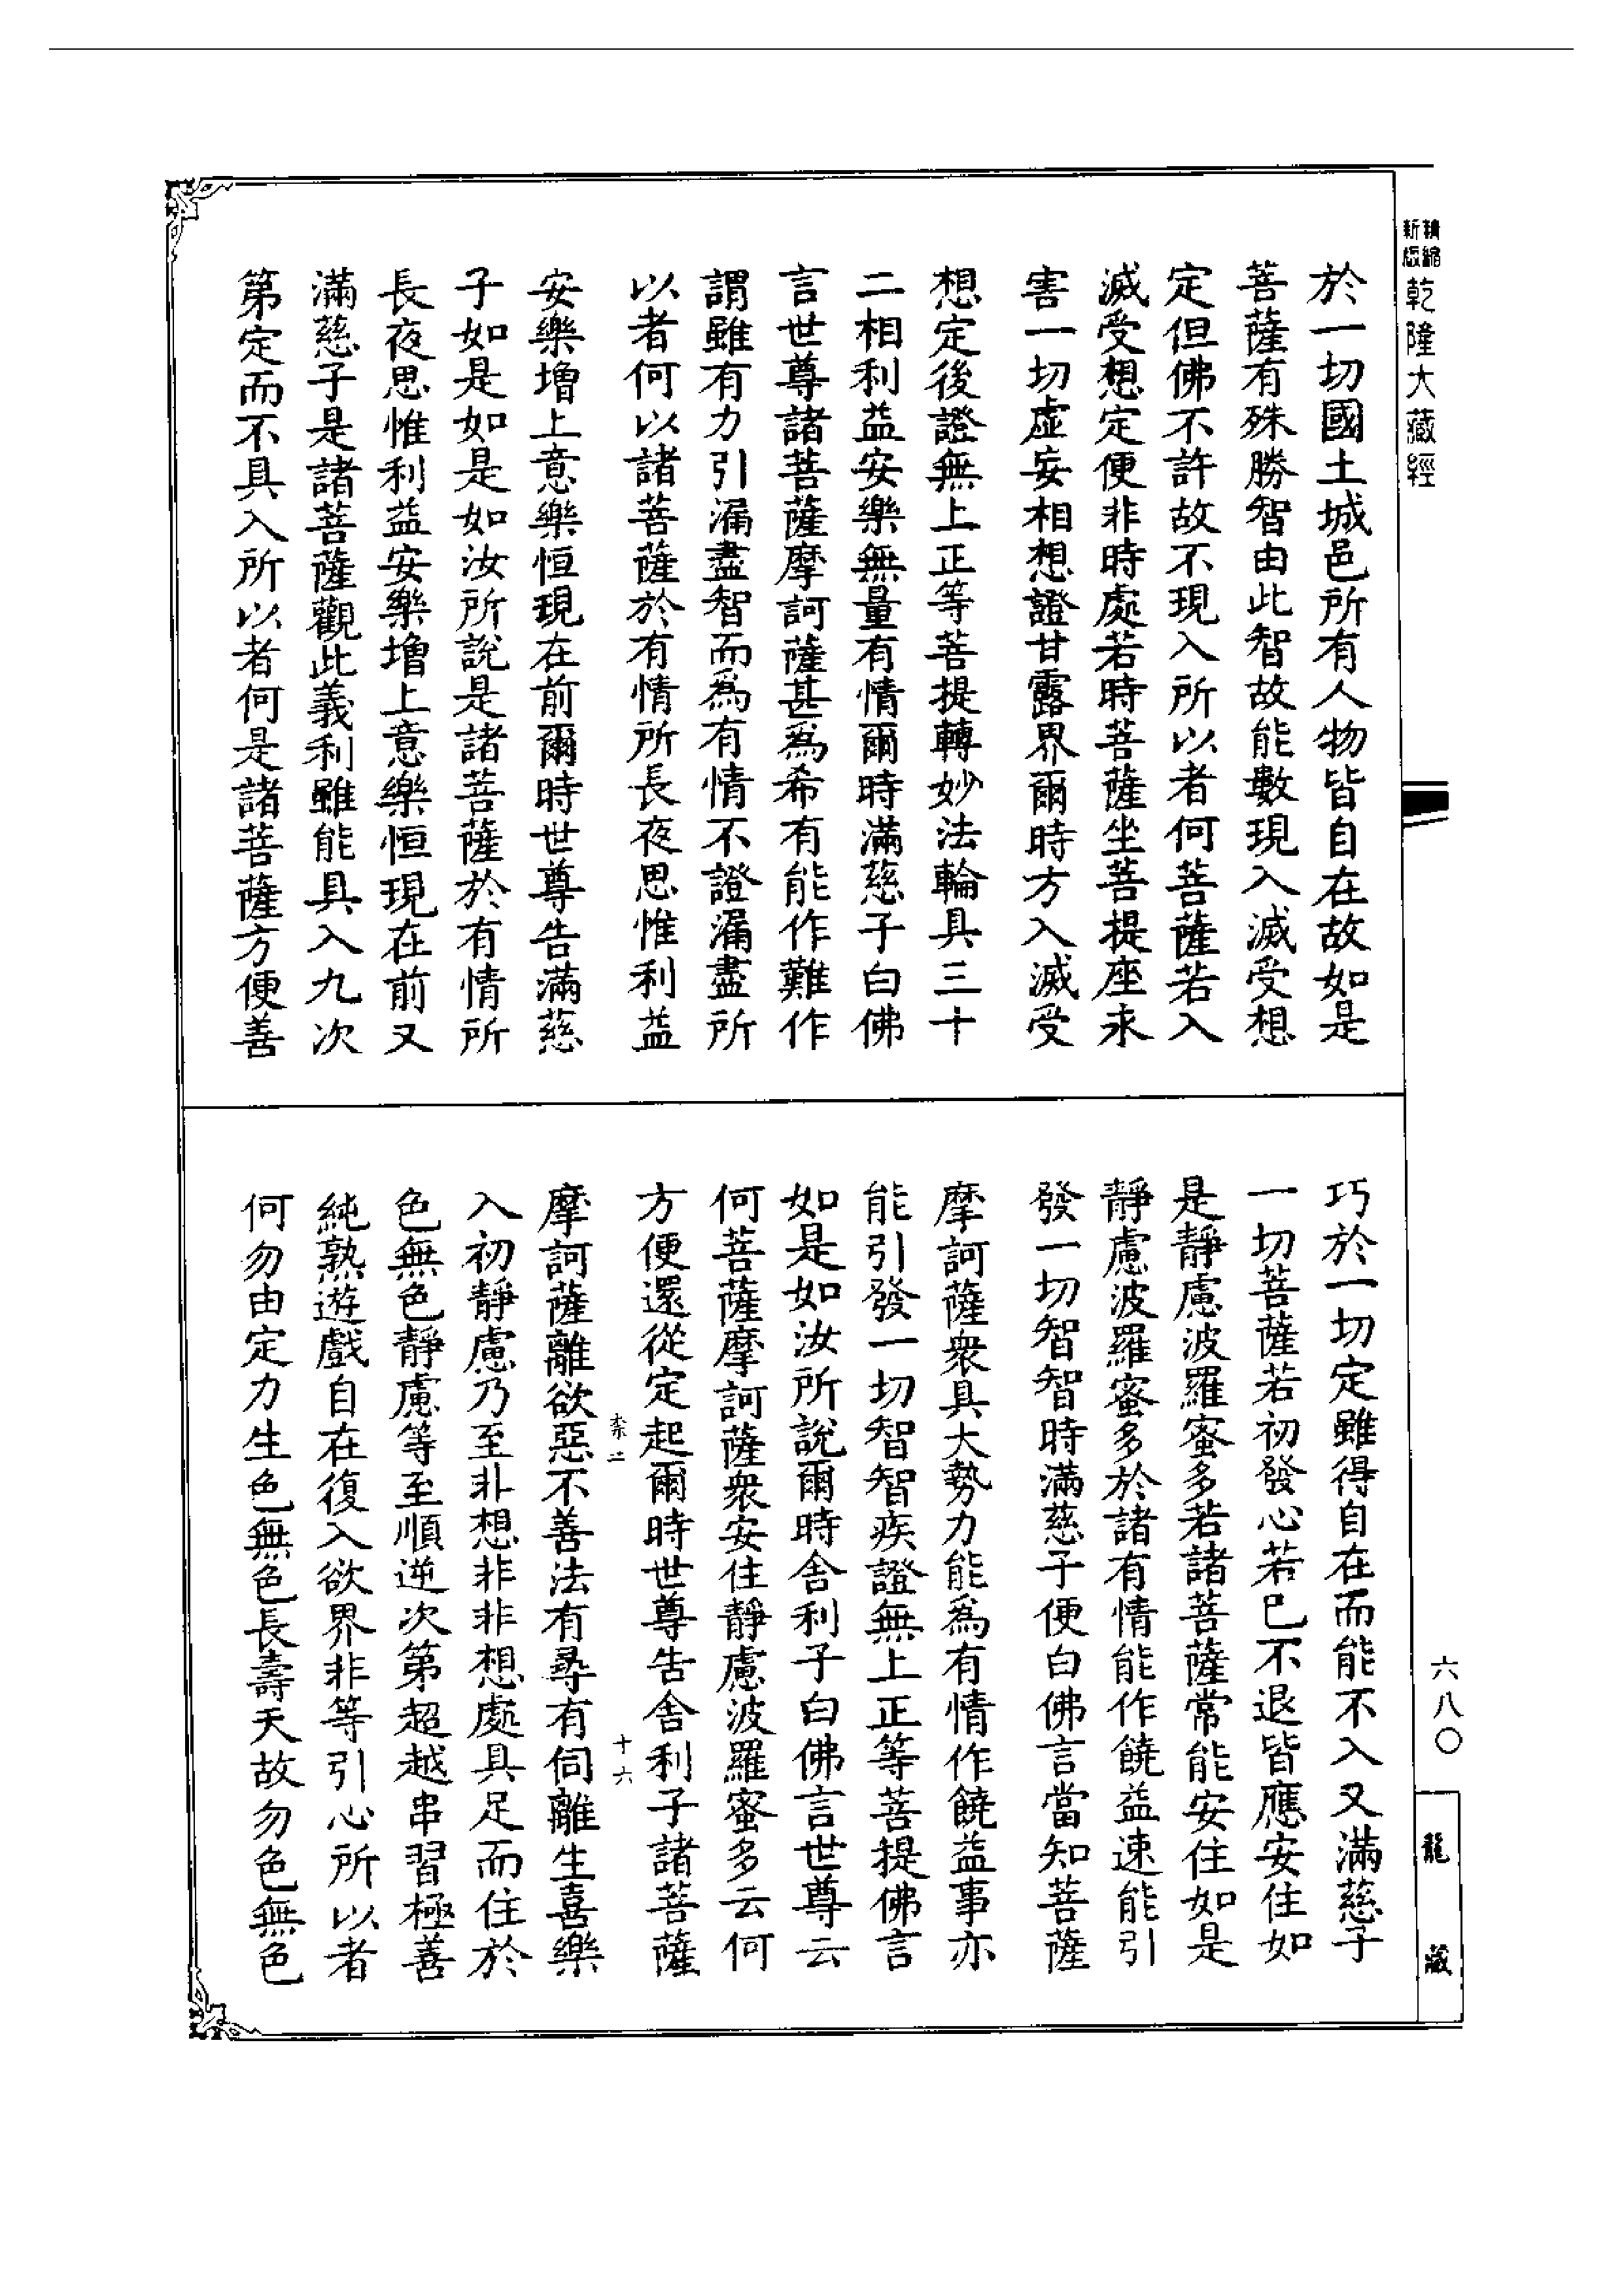 新版
精縮
乾隆大藏經
於一切國土城邑所有人物皆自在故如是
菩薩有殊勝智由此智故能數現入滅受想
定但佛不許故不現入所以者何菩薩若入
滅受想定便非時處若時菩薩坐菩提座永
害一切虛妄相想證甘露界爾時方入滅受
想定後證無上正等菩提轉妙法輪具三十
二相利益安樂無量有情爾時滿慈子白佛
言世尊諸菩薩摩訶薩甚爲希有能作難作
謂雖有力引漏盡智而爲有情不證漏盡所
以者何以諸菩薩於有情所長夜思惟利益
安樂增上意樂恒現在前爾時世尊告滿慈
子如是如是如汝所說是諸菩薩於有情所
長夜思惟利益安樂增上意樂恒現在前又
滿慈子是諸菩薩觀此義利雖能具入九次
第定而不具入所以者何是諸菩薩方便善
巧於一切定雖得自在而能不入又滿慈子
一切菩薩若初發心若已不退皆應安住如
是靜慮波羅蜜多若諸菩薩常能安住如是
靜慮波羅蜜多於諸有情能作饒益速能引
發一切智智時滿慈子便白佛言當知菩薩
摩訶薩衆具大勢力能爲有情作饒益事亦
能引發一切智智疾證無上正等菩提佛言
如是如汝所說爾時舍利子白佛言世尊云
何菩薩摩訶薩衆安住靜慮波羅蜜多云何
方便還從定起爾時世尊告舍利子諸菩薩
十六
摩訶薩離欲惡不善法有尋有伺離生喜樂
入初靜慮乃至非想非非想處具足而住於
色無色靜慮等至順逆次第超越串習極善
純熟遊戲自在復入欲界非等引心所以者
何勿由定力生色無色長壽天故勿色無色
六八〇
龍藏